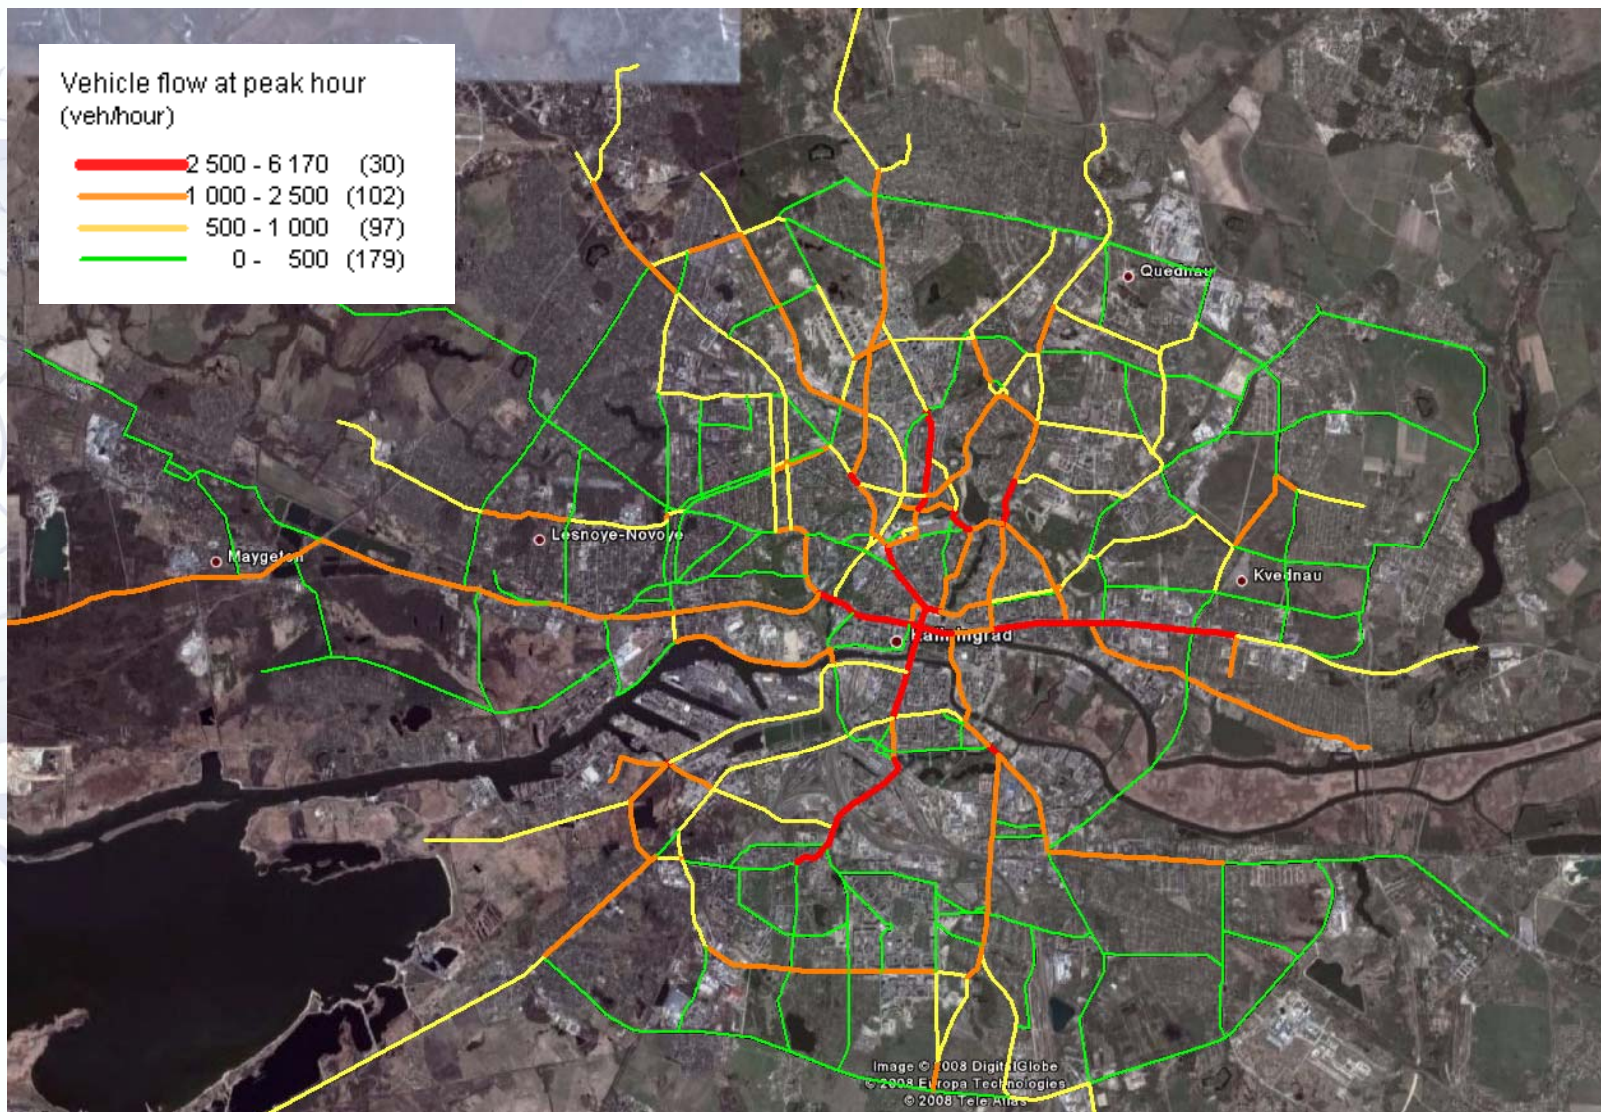 Vehicle flow at peak hour
(veh/hour)
2 500 - 6 170 (30)
1 000 - 2 500 (102)
500 - 1 000 (97)
0 - 500 (179)
Quednau
Lesnoye-Novoye
Maygeten
Kvednau
Kaliningrad
Image © 2008 DigitalGlobe
© 2008 Europa Technologies
© 2008 Tele Atlas